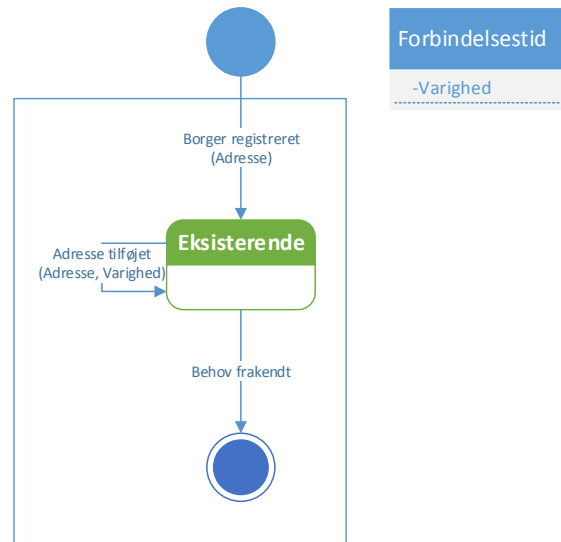 Forbindelsestid
-Varighed
Borger registreret
(Adresse)
Eksisterende
Adresse tilføjet
(Adresse, Varighed)
Behov frakendt